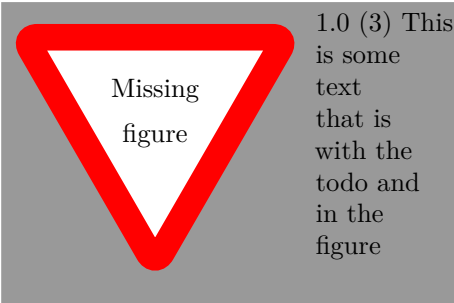 Missing
figure
1.0 (3) This
is some
text
that is
with the
todo and
in the
figure